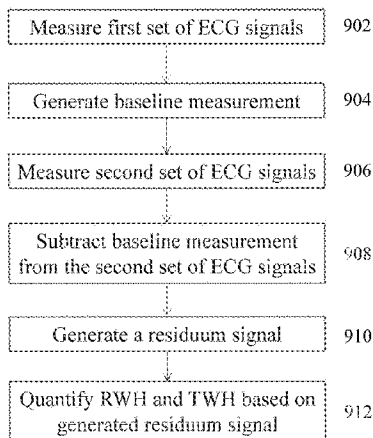 Measure first set of ECG signals 902
Generate baseline measurement 904
Measure second set of ECG signals 906
Subtract baseline measurement
from the second set of ECG signals 908
Generate a residuum signal 910
Quantify RWH and TWH based on
generated residuum signal 912